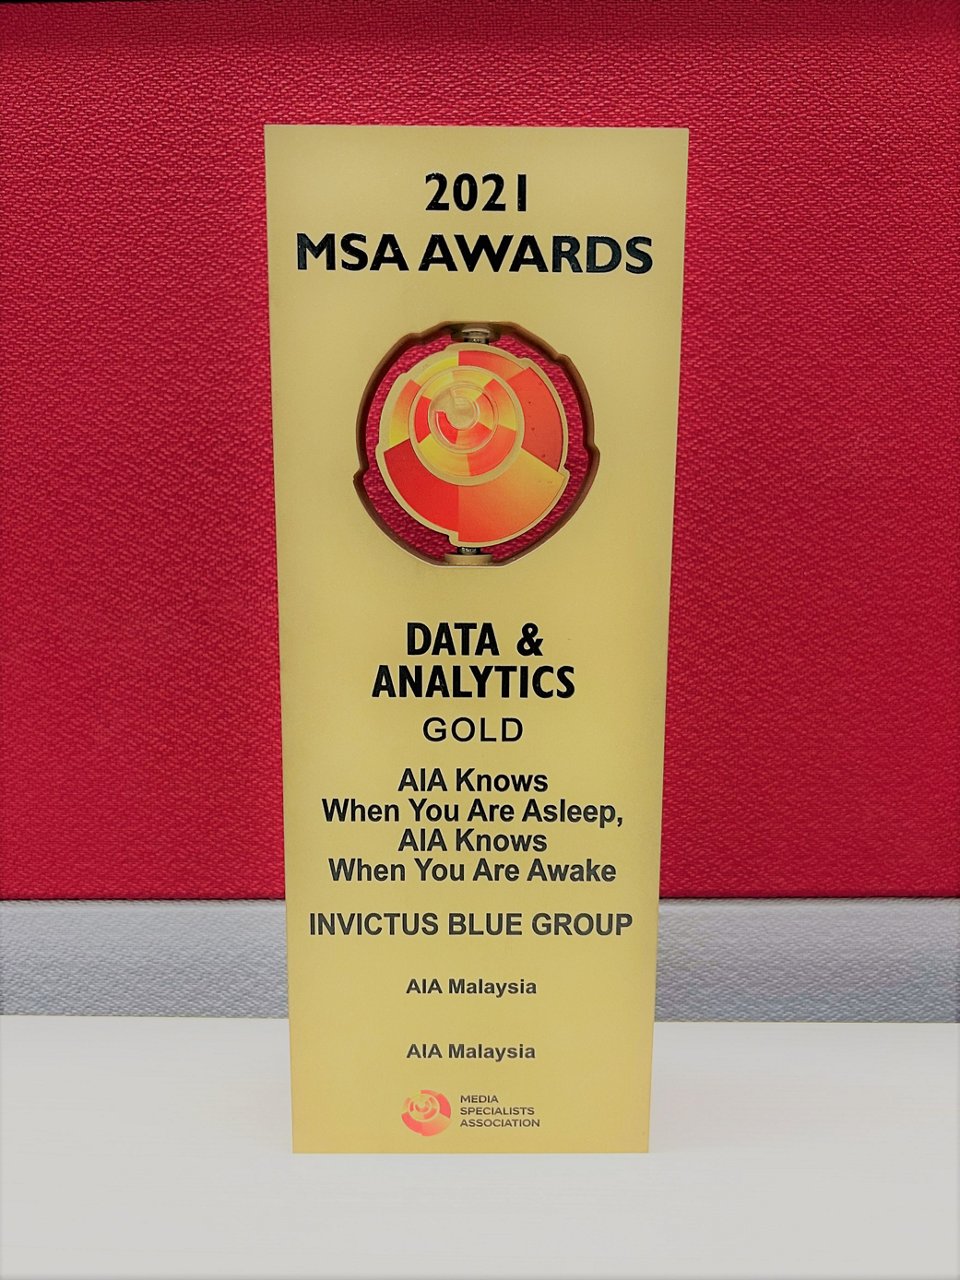 2021
MSA AWARDS
DATA &
ANALYTICS
GOLD
AIA Knows
When You Are Asleep,
AIA Knows
When You Are Awake
INVICTUS BLUE GROUP
AIA Malaysia
AIA Malaysia
MEDIA
SPECIALISTS
ASSOCIATION